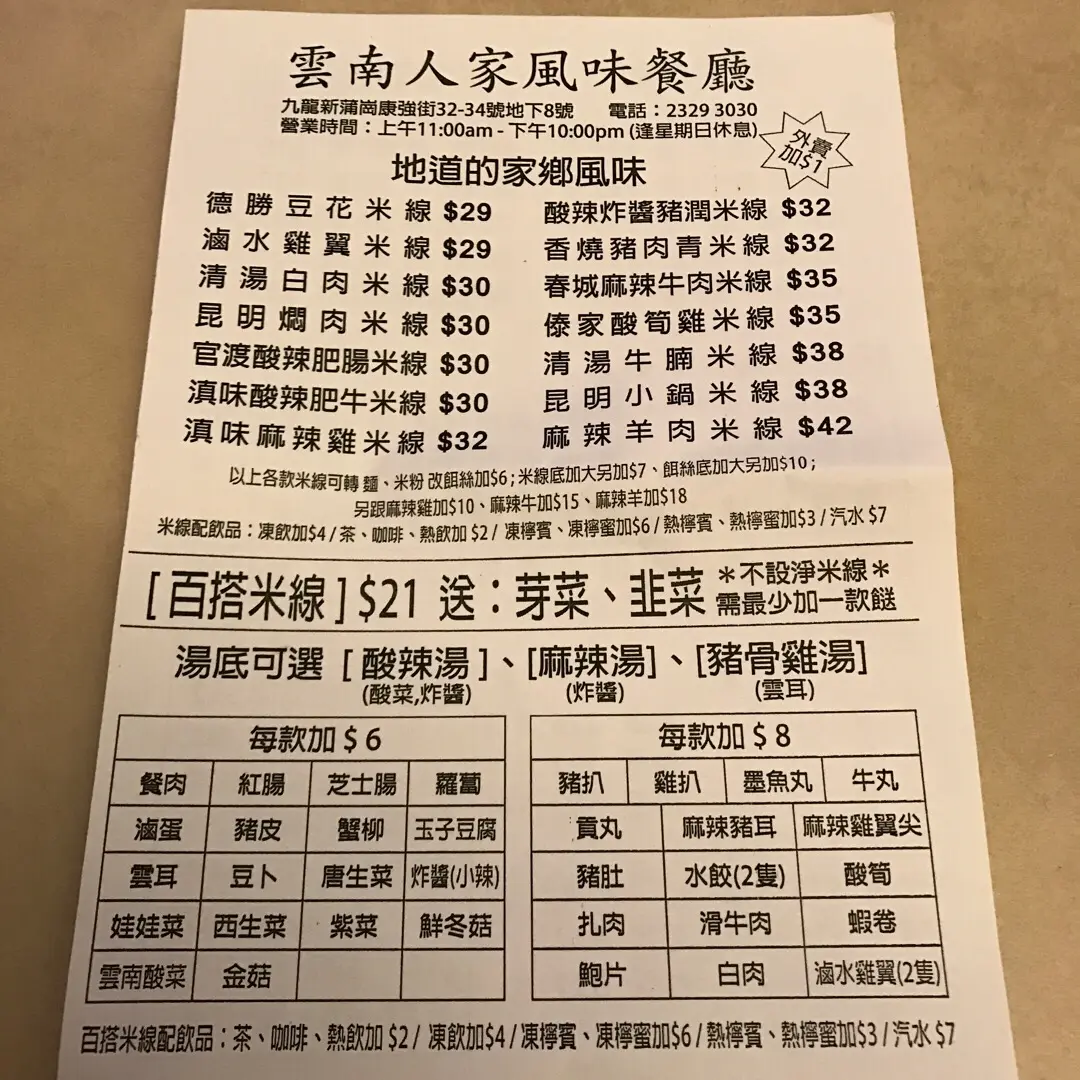 雲南人家風味餐廳
九龍新蒲崗康強街32-34號地下8號 電話：2329 3030
營業時間：上午11:00am - 下午10:00pm (逢星期日休息)
外賣
加$1
地道的家鄉風味
德勝豆花米線 $29
滷水雞翼米線 $29
清湯白肉米線 $30
昆明燜肉米線 $30
官渡酸辣肥腸米線 $30
滇味酸辣肥牛米線 $30
滇味麻辣雞米線 $32
酸辣炸醬豬潤米線 $32
香燒豬肉青米線 $32
春城麻辣牛肉米線 $35
傣家酸筍雞米線 $35
清湯牛腩米線 $38
昆明小鍋米線 $38
麻辣羊肉米線 $42
以上各款米線可轉 麵、米粉 改餌絲加$6 ; 米線底加大另加$7、餌絲底加大另加$10 ;
另跟麻辣雞加$10、麻辣牛加$15、麻辣羊加$18
米線配飲品：凍飲加$4 / 茶、咖啡、熱飲加 $2 / 凍檸賓、凍檸蜜加$6 / 熱檸賓、熱檸蜜加$3 / 汽水 $7
[ 百搭米線 ] $21 送：芽菜、韭菜
＊不設淨米線＊
需最少加一款餸
湯底可選 [ 酸辣湯 ]、[麻辣湯]、[豬骨雞湯]
(酸菜,炸醬) (炸醬) (雲耳)
每款加 $ 6
餐肉 紅腸 芝士腸 蘿蔔
滷蛋 豬皮 蟹柳 玉子豆腐
雲耳 豆卜 唐生菜 炸醬(小辣)
娃娃菜 西生菜 紫菜 鮮冬菇
雲南酸菜 金菇
每款加 $ 8
豬扒 雞扒 墨魚丸 牛丸
貢丸 麻辣豬耳 麻辣雞翼尖
豬肚 水餃(2隻) 酸筍
扎肉 滑牛肉 蝦卷
鮑片 白肉 滷水雞翼(2隻)
百搭米線配飲品：茶、咖啡、熱飲加 $2 / 凍飲加$4 / 凍檸賓、凍檸蜜加$6 / 熱檸賓、熱檸蜜加$3 / 汽水 $7